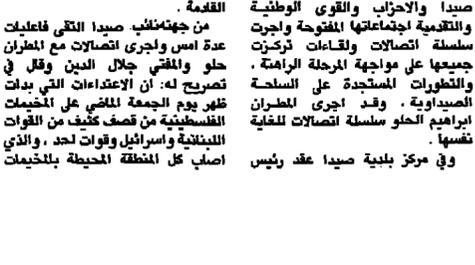 صيدا والاحزاب والقوى الوطنية
والتقدمية اجتماعاتها المفتوحة واجرت
سلسلة اتصالات ولقاءات تركزت
جميعها على مواجهة المرحلة الراهنة ،
والتطورات المستجدة على الساحة
الصيداوية ، وقد اجرى المطران
ابراهيم الحلو سلسلة اتصالات للغاية
نفسها .
وفي مركز بلدية صيدا عقد رئيس
القادمة .
من جهته نائب صيدا التقى فاعليات
عدة امس واجرى اتصالات مع المطران
حلو والمفتي جلال الدين وقال في
تصريح له: ان الاعتداءات التي بدات
ظهر يوم الجمعة الماضي على المخيمات
الفلسطينية من قصف كثيف من القوات
اللبنانية واسرائيل وقوات لحد ، والذي
اصاب كل المنطقة المحيطة بالمخيمات